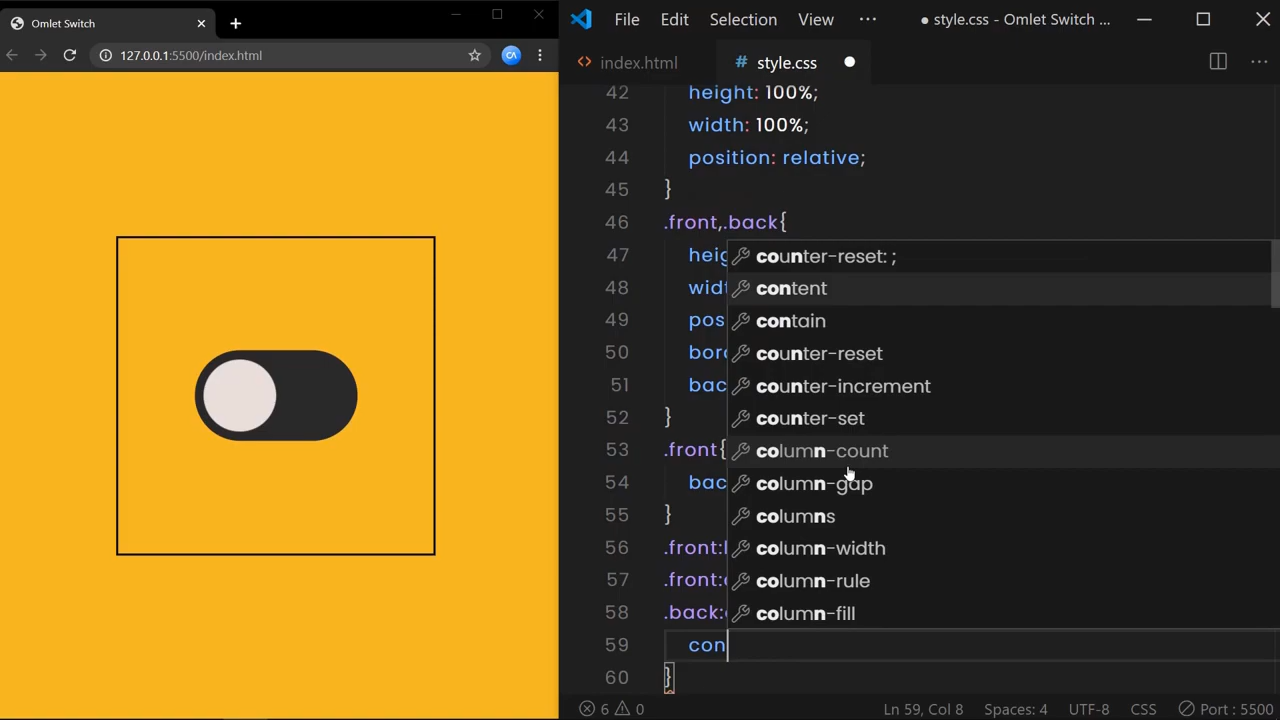 Omlet Switch
127.0.0.1:5500/index.html
File Edit Selection View ··· ● style.css - Omlet Switch ...
<> index.html # style.css ●
42 height: 100%;
43 width: 100%;
44 position: relative;
45 }
46 .front,.back{
47 heig
48 widt
49 pos
50 bord
51 bac
52 }
53 .front{
54 bac
55 }
56 .front:
57 .front:
58 .back:
59 con
60 }
counter-reset: ;
content
contain
counter-reset
counter-increment
counter-set
column-count
column-gap
columns
column-width
column-rule
column-fill
6 0 Ln 59, Col 8 Spaces: 4 UTF-8 CSS Port : 5500